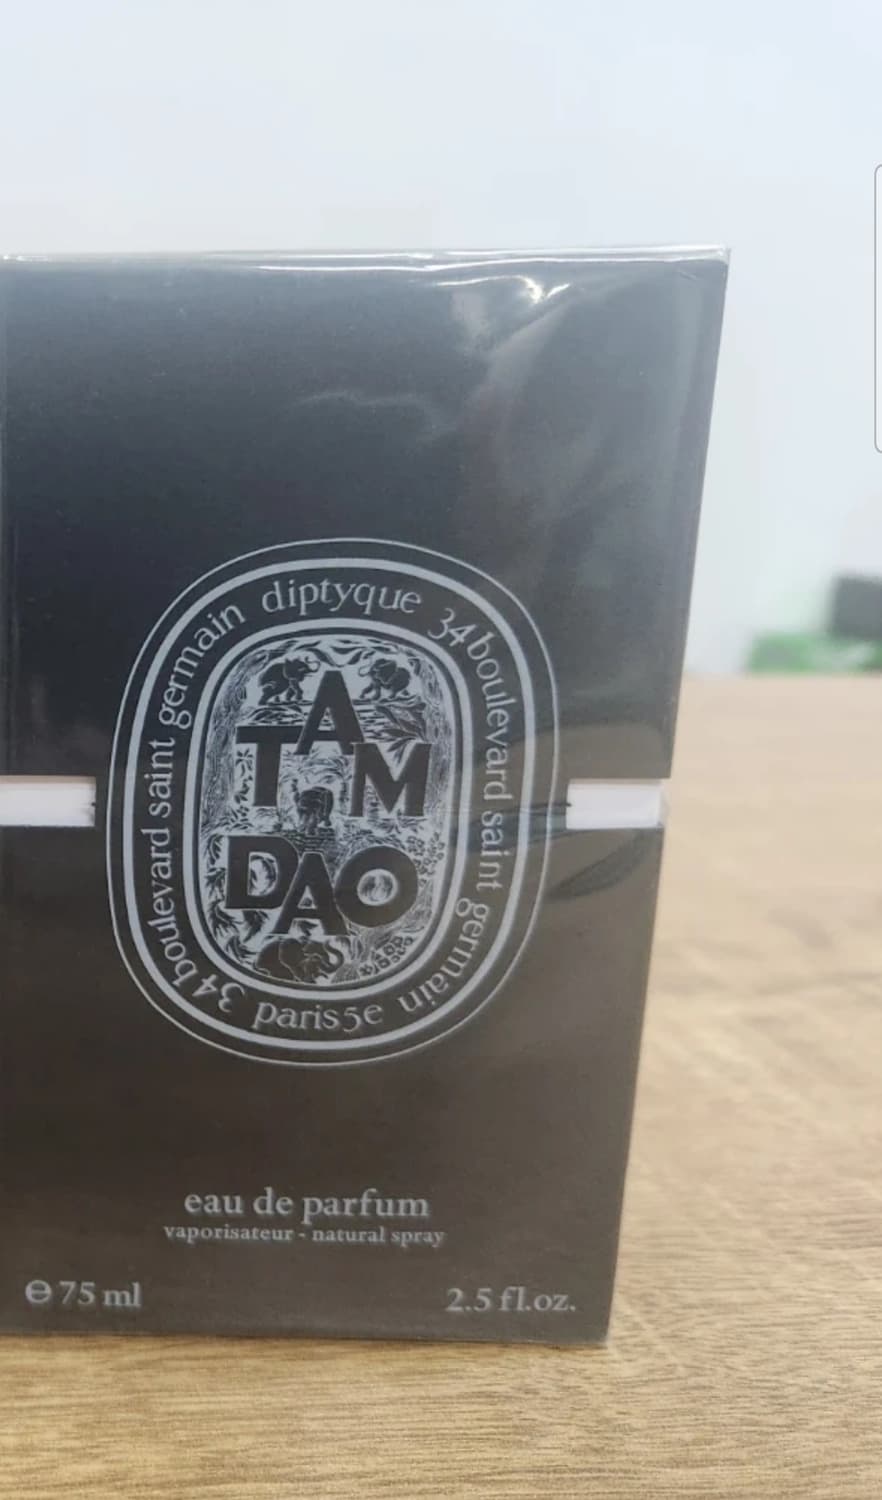 diptyque
34 boulevard saint germain
paris 5e
34 boulevard saint germain
TAM
DAO
eau de parfum
vaporisateur - natural spray
e 75 ml
2.5 fl.oz.